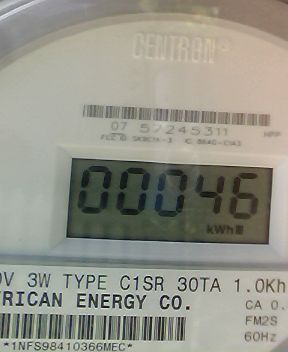 CENTRON®
07 57245311
00046
kWh
0V 3W TYPE C1SR 30TA 1.0Kh
RICAN ENERGY CO.
CA 0.
FM2S
60Hz
*1NFS98410366MEC*